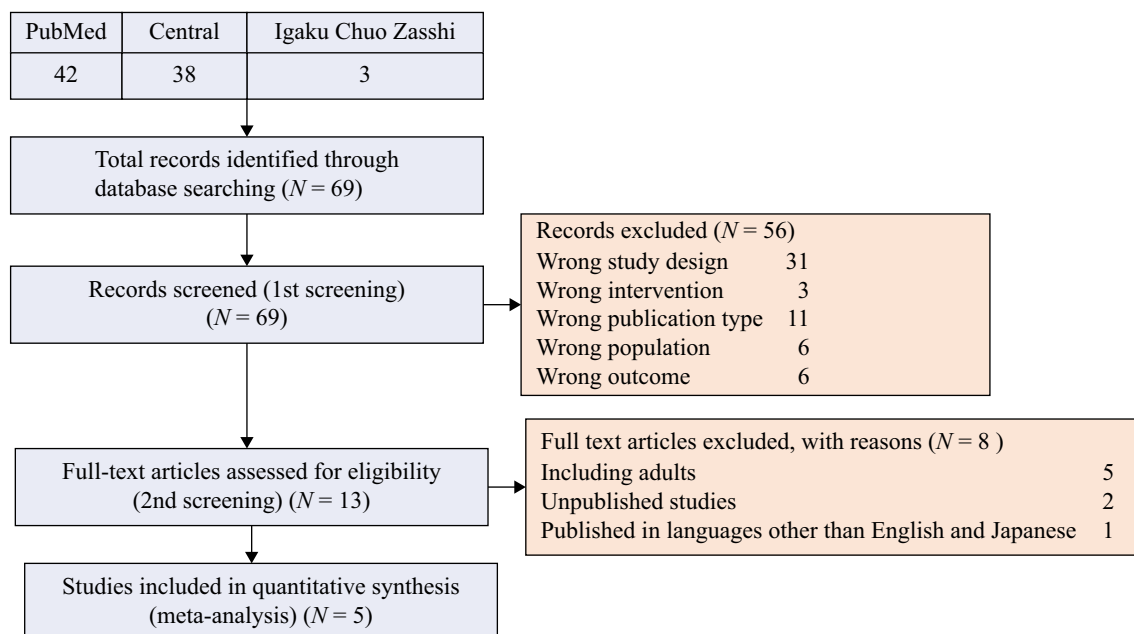 PubMed Central Igaku Chuo Zasshi
42 38 3
Total records identified through
database searching (N = 69)
Records screened (1st screening)
(N = 69)
Records excluded (N = 56)
Wrong study design 31
Wrong intervention 3
Wrong publication type 11
Wrong population 6
Wrong outcome 6
Full-text articles assessed for eligibility
(2nd screening) (N = 13)
Full text articles excluded, with reasons (N = 8 )
Including adults 5
Unpublished studies 2
Published in languages other than English and Japanese 1
Studies included in quantitative synthesis
(meta-analysis) (N = 5)